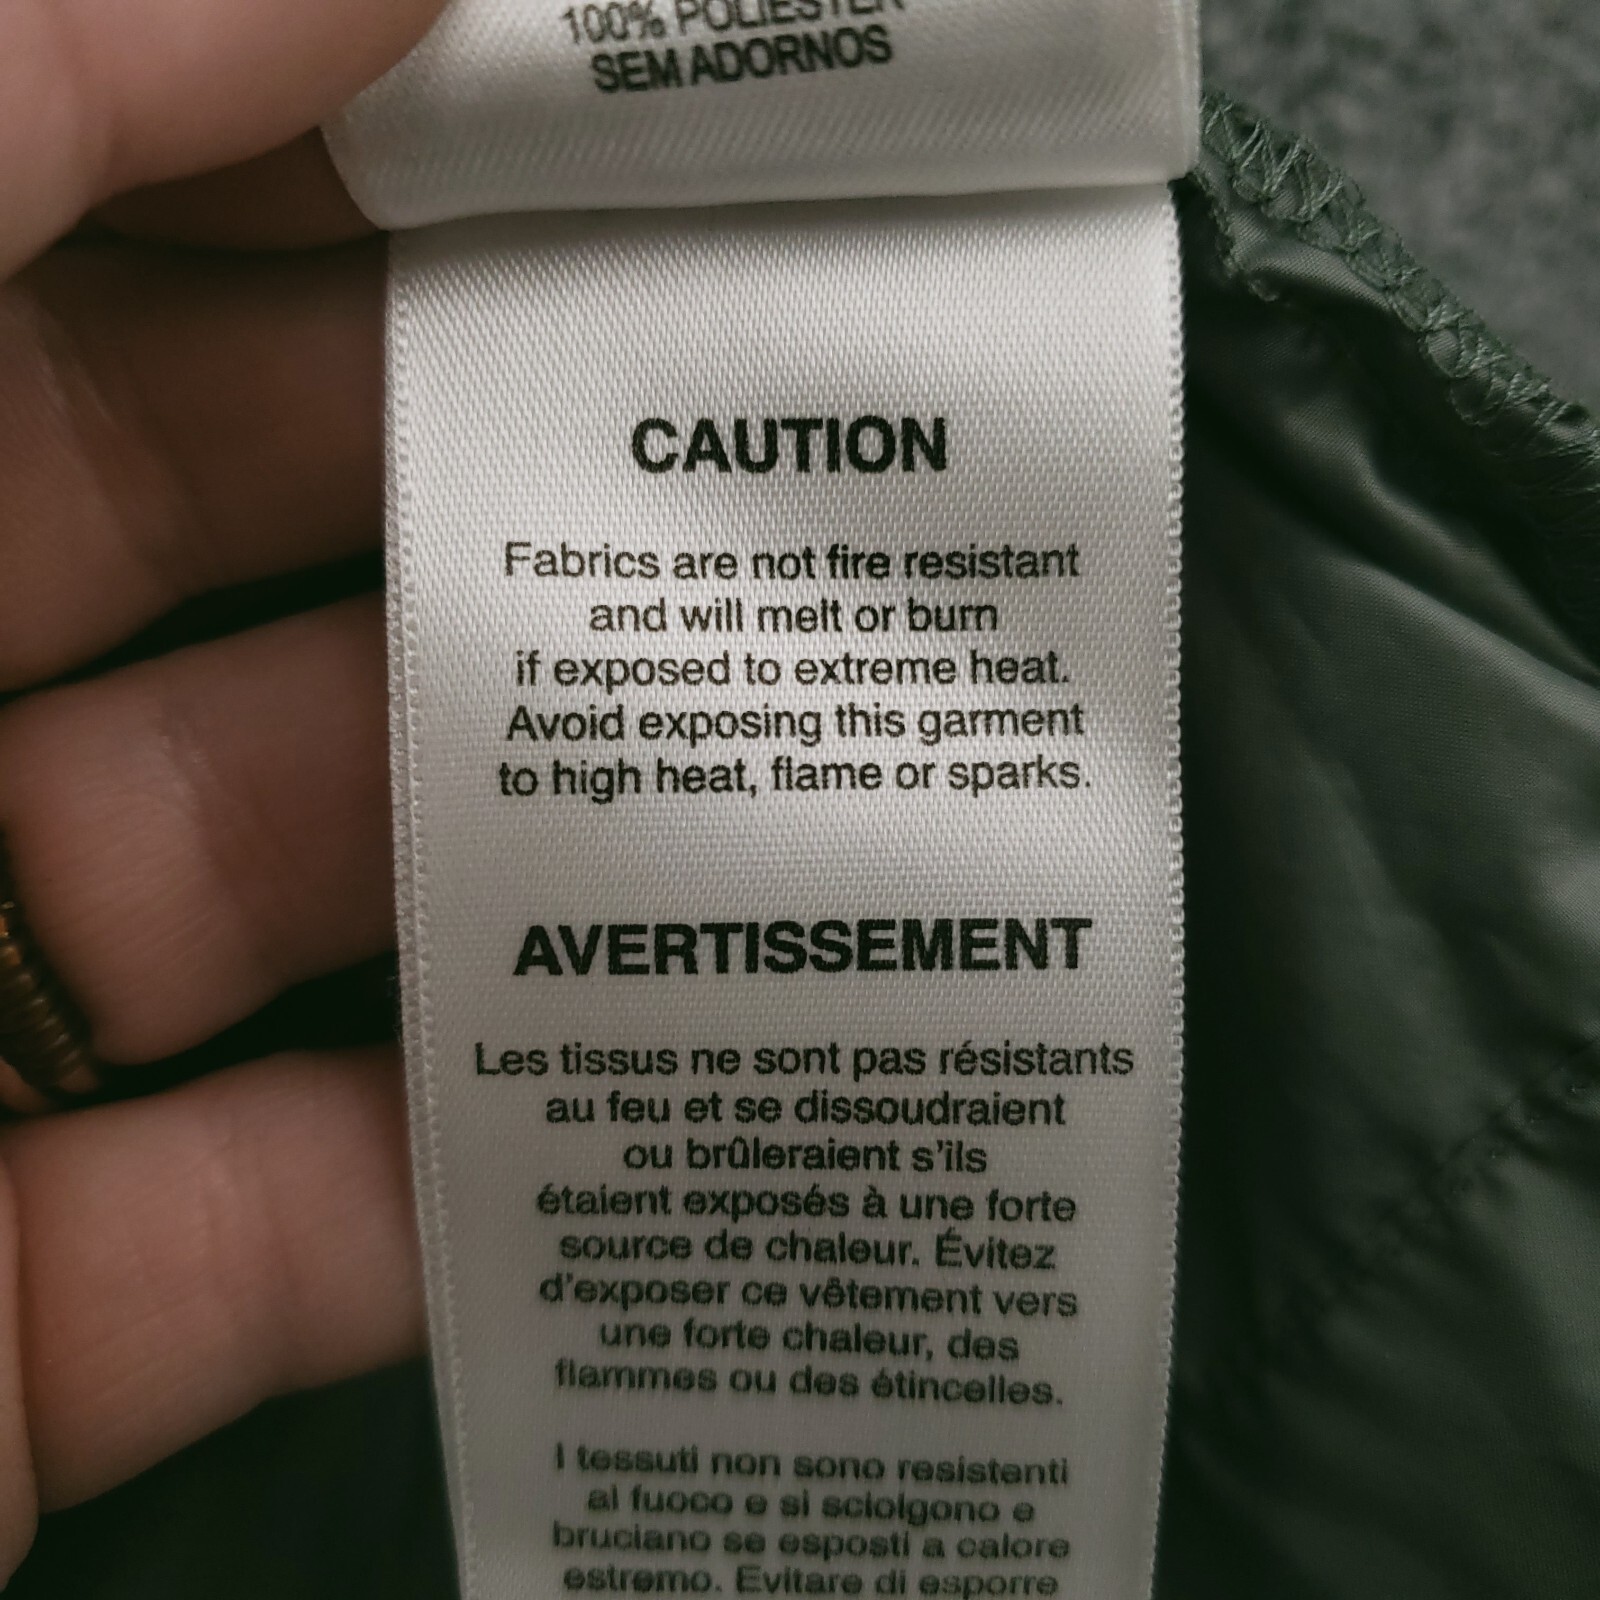 100% POLIESTER
SEM ADORNOS
CAUTION
Fabrics are not fire resistant
and will melt or burn
if exposed to extreme heat.
Avoid exposing this garment
to high heat, flame or sparks.
AVERTISSEMENT
Les tissus ne sont pas résistants
au feu et se dissoudraient
ou brûleraient s'ils
étaient exposés à une forte
source de chaleur. Évitez
d'exposer ce vêtement vers
une forte chaleur, des
flammes ou des étincelles.
I tessuti non sono resistenti
al fuoco e si sciolgono e
bruciano se esposti a calore
estremo. Evitare di esporre